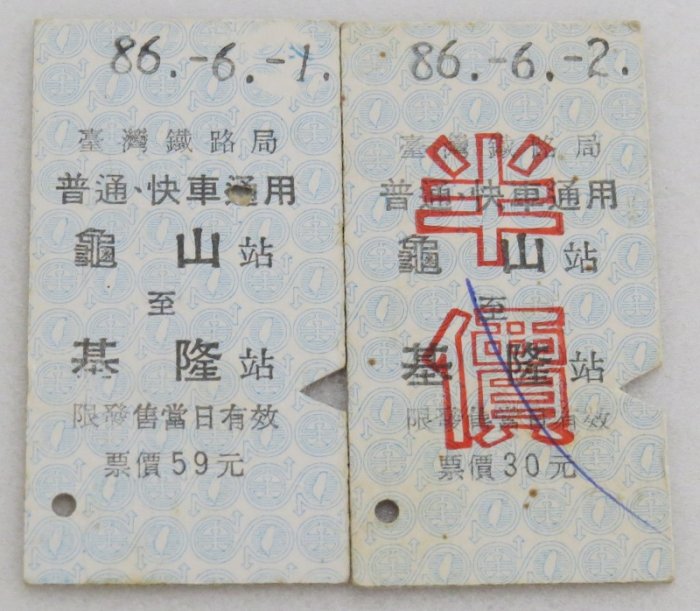 86.-6.-1.
臺灣鐵路局
普通、快車通用
龜山站
至
基隆站
限發售當日有效
票價59元
86.-6.-2.
臺灣鐵路局
普通、快車通用
龜山站
至
基隆站
限發售當日有效
票價30元
半價